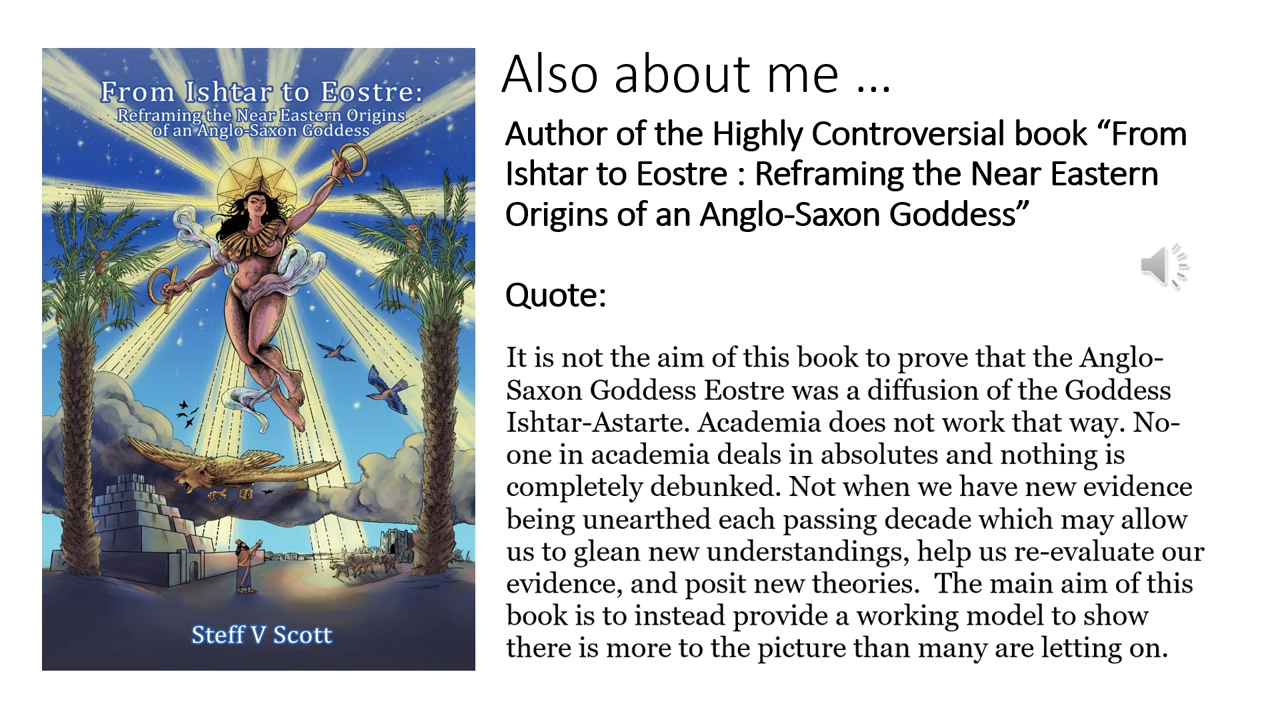 From Ishtar to Eostre:
Reframing the Near Eastern Origins
of an Anglo-Saxon Goddess
Steff V Scott
Also about me ...
Author of the Highly Controversial book “From
Ishtar to Eostre : Reframing the Near Eastern
Origins of an Anglo-Saxon Goddess”
Quote:
It is not the aim of this book to prove that the Anglo-
Saxon Goddess Eostre was a diffusion of the Goddess
Ishtar-Astarte. Academia does not work that way. No-
one in academia deals in absolutes and nothing is
completely debunked. Not when we have new evidence
being unearthed each passing decade which may allow
us to glean new understandings, help us re-evaluate our
evidence, and posit new theories.  The main aim of this
book is to instead provide a working model to show
there is more to the picture than many are letting on.